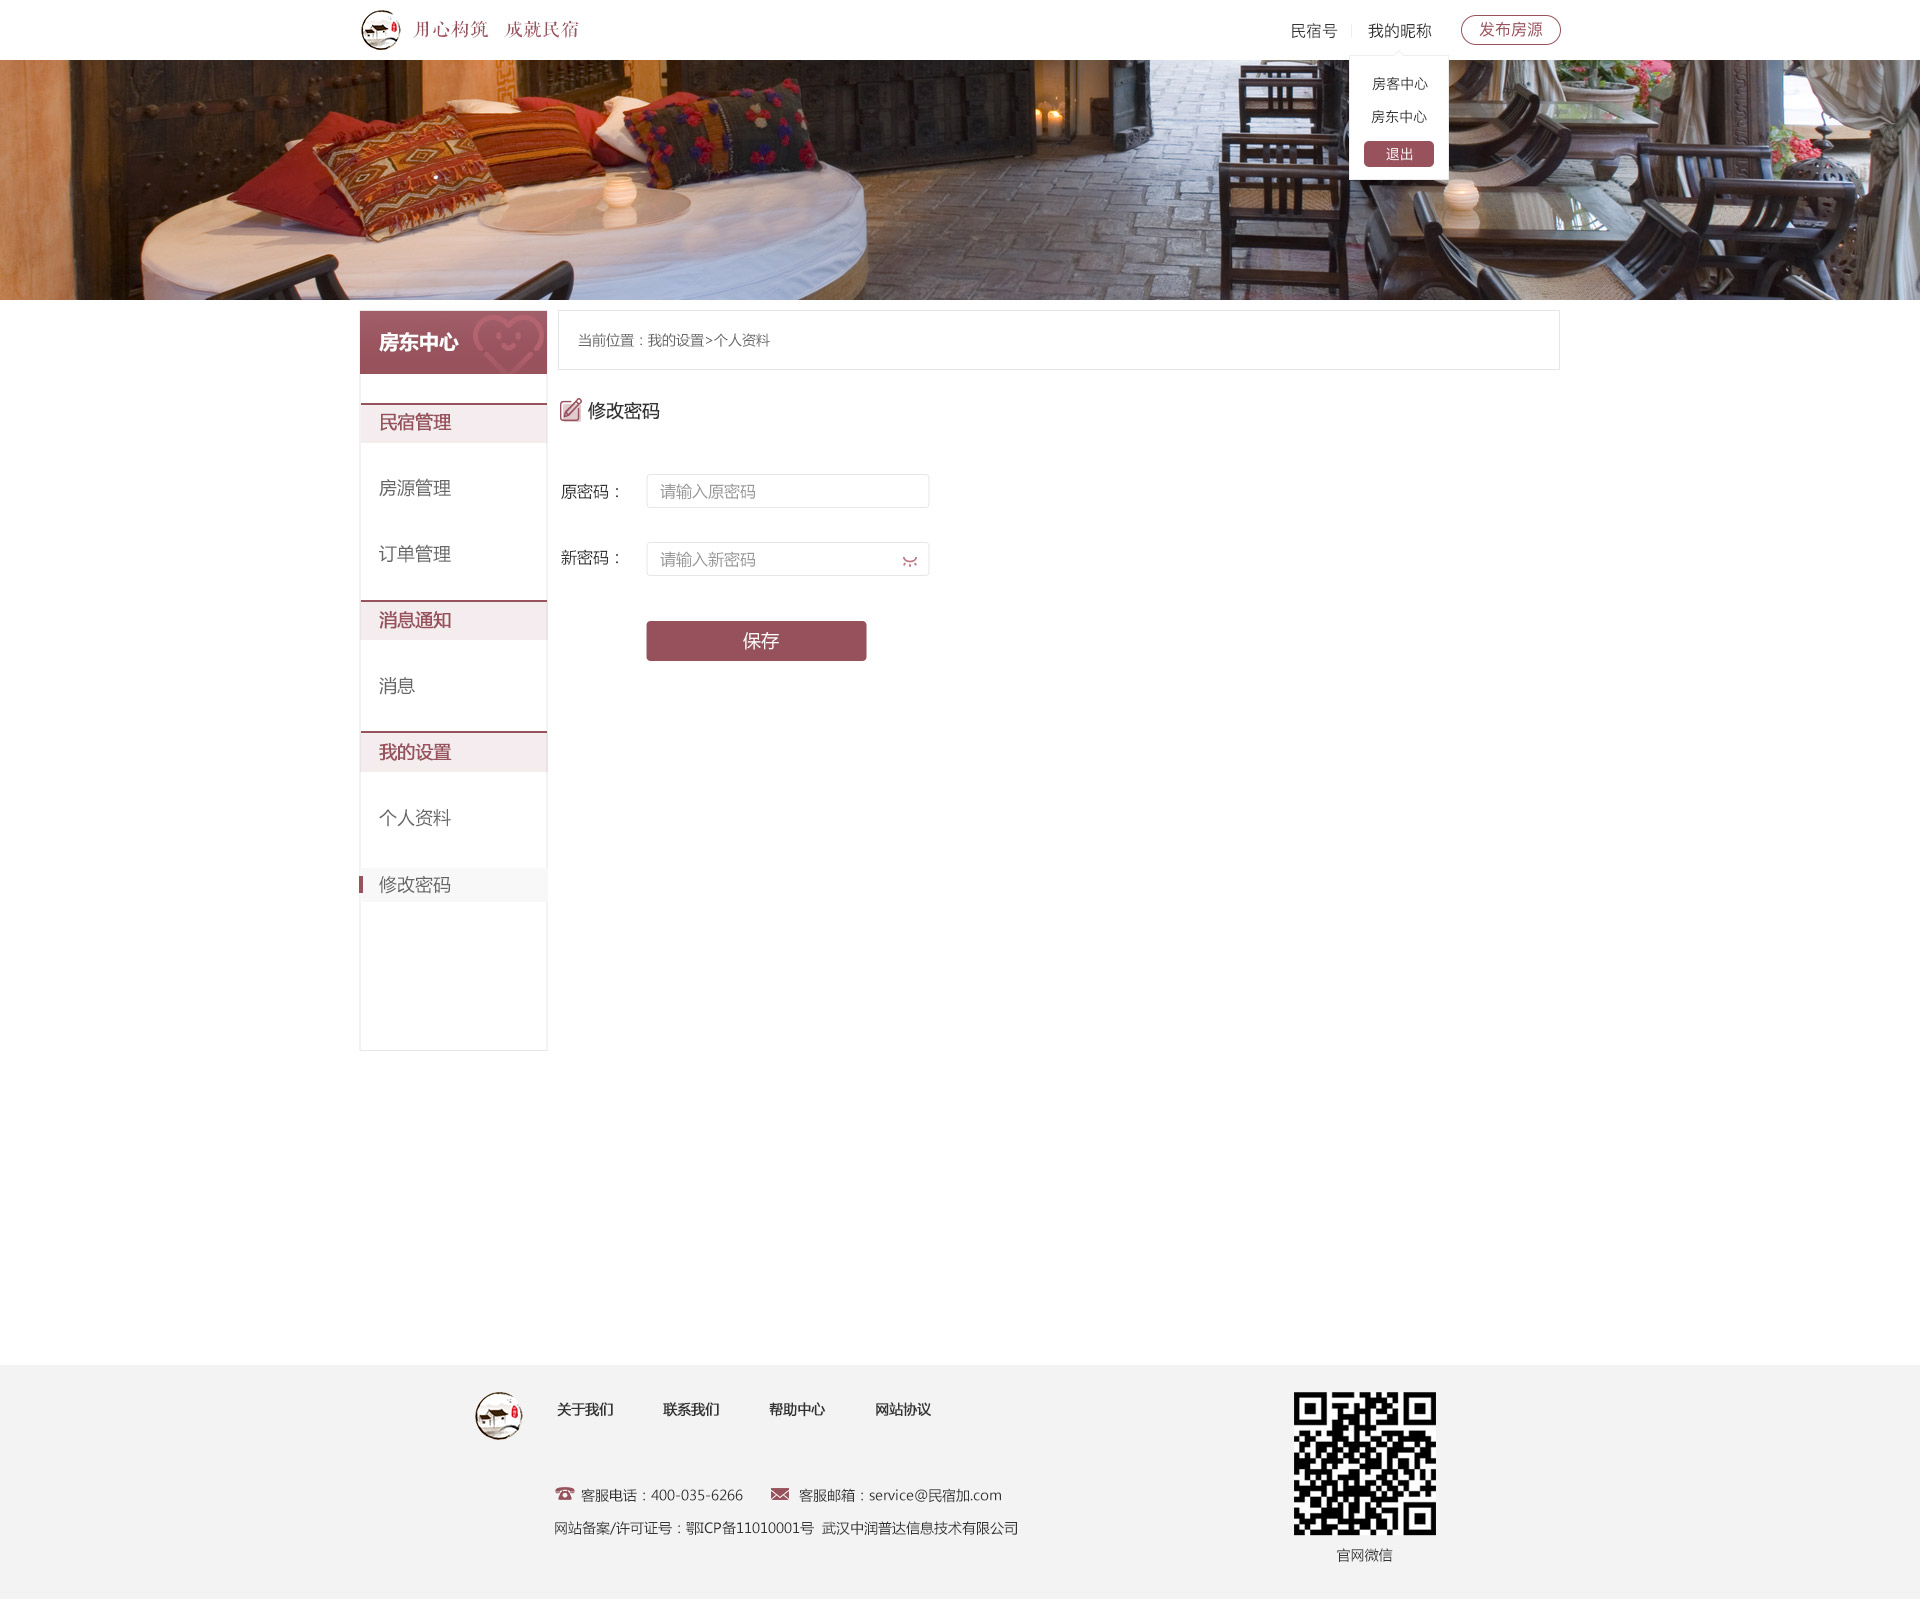 用心构筑 成就民宿
民宿号 我的昵称 发布房源
房客中心
房东中心
退出
房东中心
当前位置：我的设置>个人资料
修改密码
民宿管理
房源管理
订单管理
消息通知
消息
我的设置
个人资料
修改密码
原密码： 请输入原密码
新密码： 请输入新密码
保存
关于我们 联系我们 帮助中心 网站协议
客服电话：400-035-6266 客服邮箱：service@民宿加.com
网站备案/许可证号：鄂ICP备11010001号 武汉中润普达信息技术有限公司
官网微信